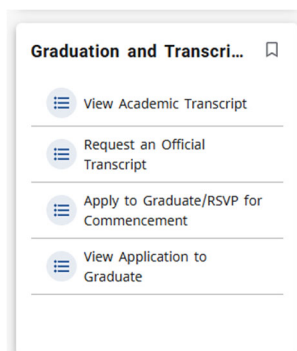 Graduation and Transcri...
View Academic Transcript
Request an Official
Transcript
Apply to Graduate/RSVP for
Commencement
View Application to
Graduate